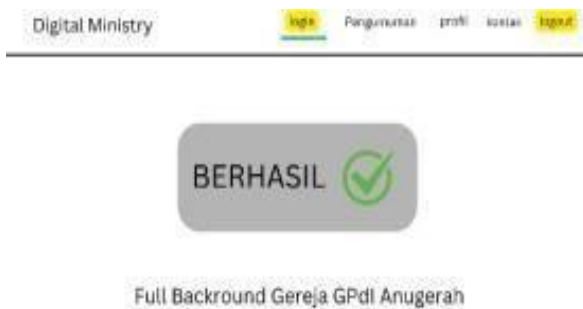 Digital Ministry login Pengumuman profil kontak logout
BERHASIL
Full Backround Gereja GPdI Anugerah